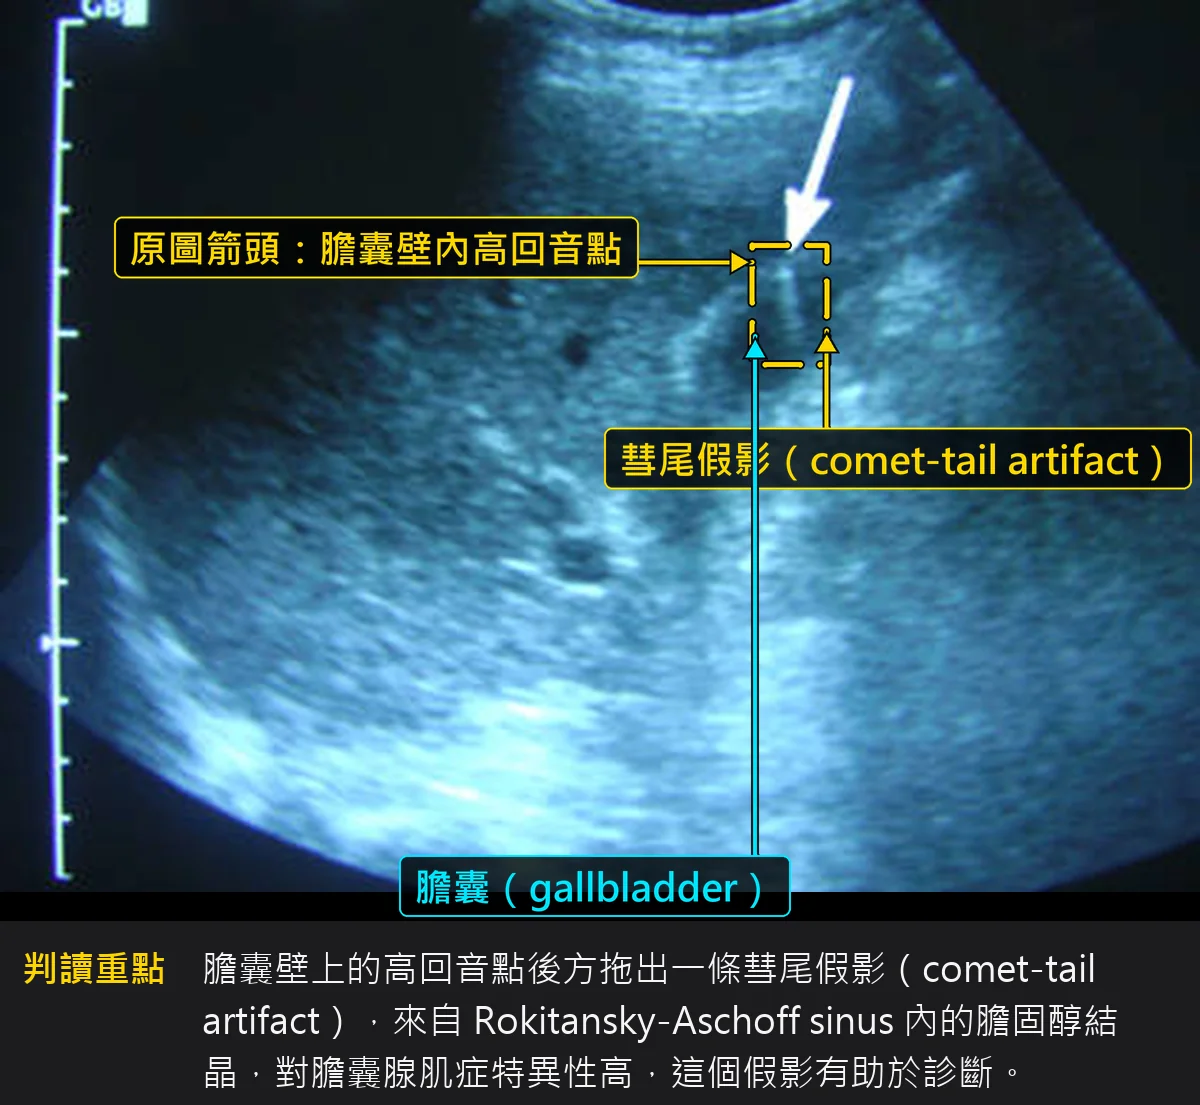 GB
原圖箭頭：膽囊壁內高回音點
彗尾假影（comet-tail artifact）
膽囊（gallbladder）
判讀重點
膽囊壁上的高回音點後方拖出一條彗尾假影（comet-tail
artifact），來自 Rokitansky-Aschoff sinus 內的膽固醇結
晶，對膽囊腺肌症特異性高，這個假影有助於診斷。